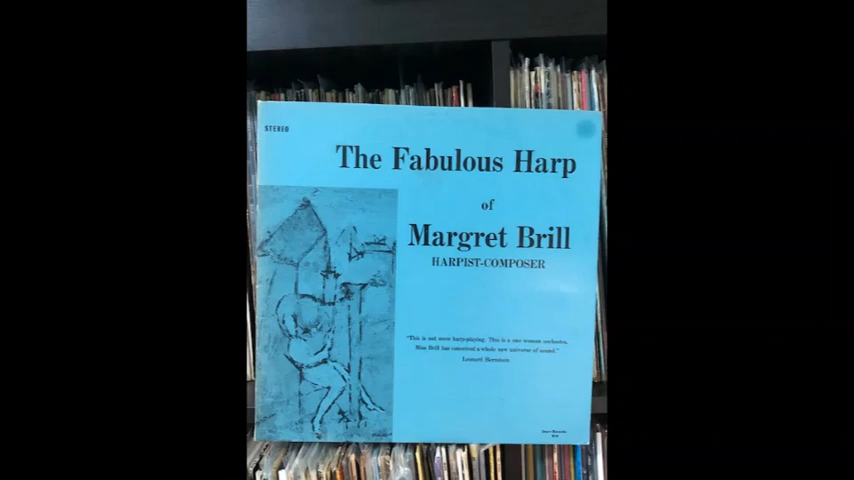 STEREO
The Fabulous Harp
of
Margret Brill
HARPIST-COMPOSER
"This is not mere harp-playing. This is a one woman orchestra.
Miss Brill has conceived a whole new universe of sound."
Leonard Bernstein
Records